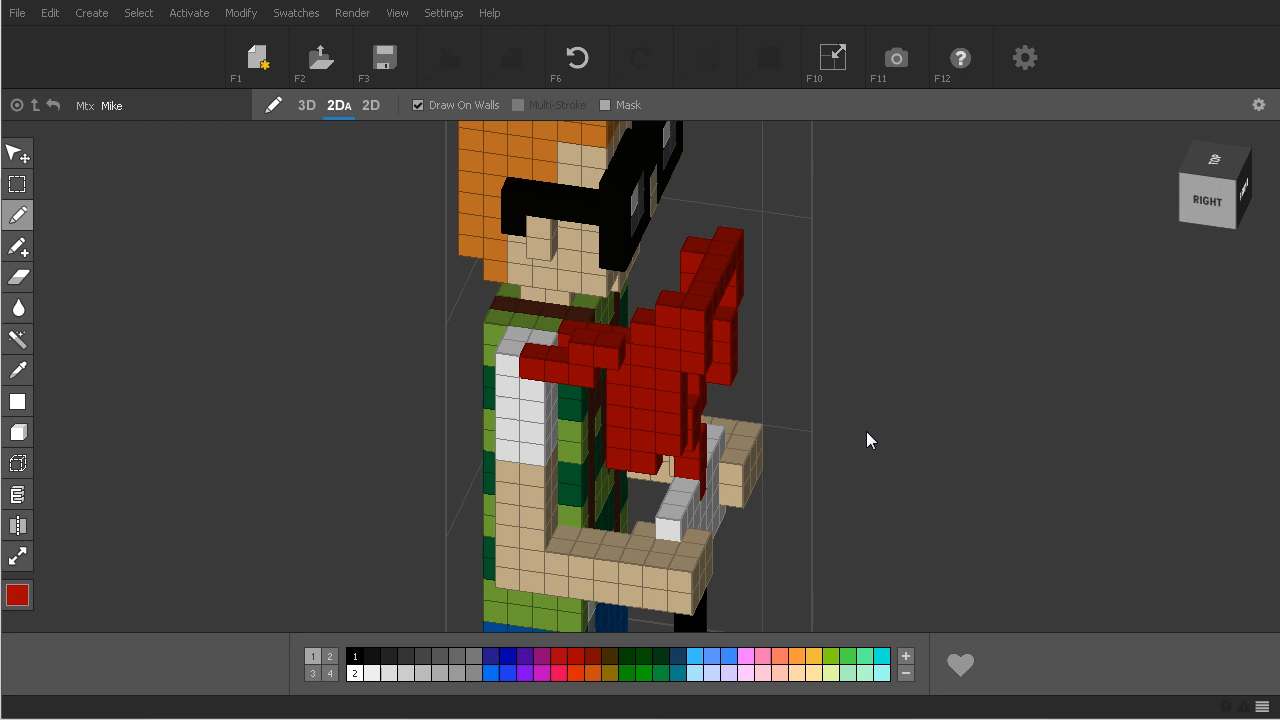 File Edit Create Select Activate Modify Swatches Render View Settings Help
F1 F2 F3 F6 F10 F11 F12
Mtx Mike 3D 2DA 2D Draw On Walls Multi-Stroke Mask
RIGHT
1 2 1
3 4 2